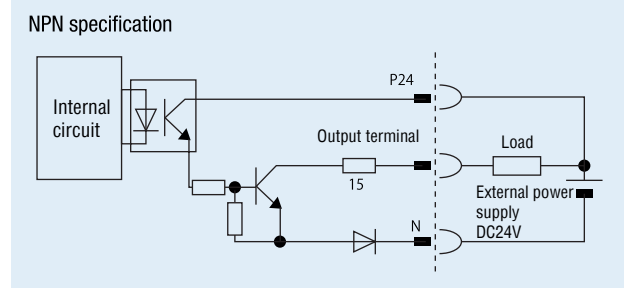 NPN specification
P24
Internal
circuit
Output terminal
Load
15
External power
supply
DC24V
N